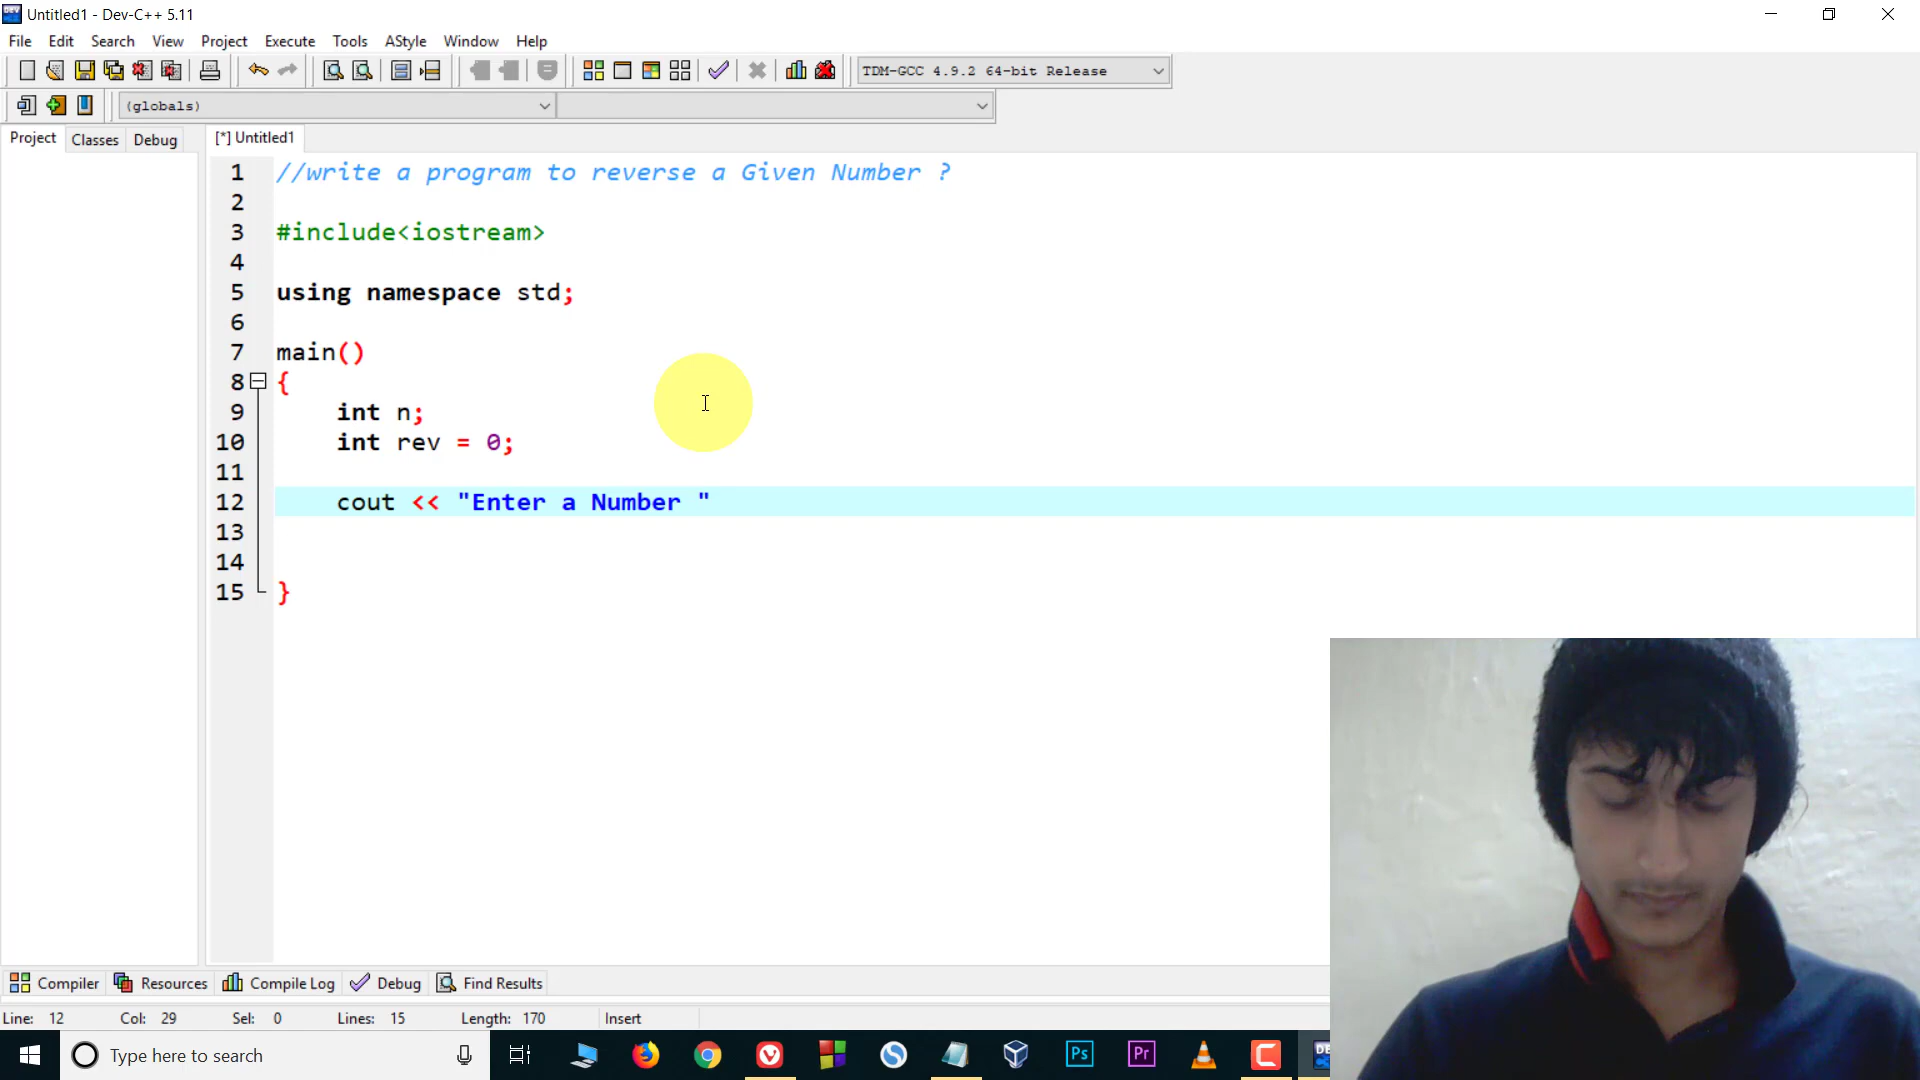 Untitled1 - Dev-C++ 5.11
File Edit Search View Project Execute Tools AStyle Window Help
TDM-GCC 4.9.2 64-bit Release
(globals)
Project Classes Debug
[*] Untitled1
1 //write a program to reverse a Given Number ?
2
3 #include<iostream>
4
5 using namespace std;
6
7 main()
8 {
9 int n;
10 int rev = 0;
11
12 cout << "Enter a Number "
13
14
15 }
Compiler Resources Compile Log Debug Find Results
Line: 12 Col: 29 Sel: 0 Lines: 15 Length: 170 Insert
Type here to search
Ps Pr DEV